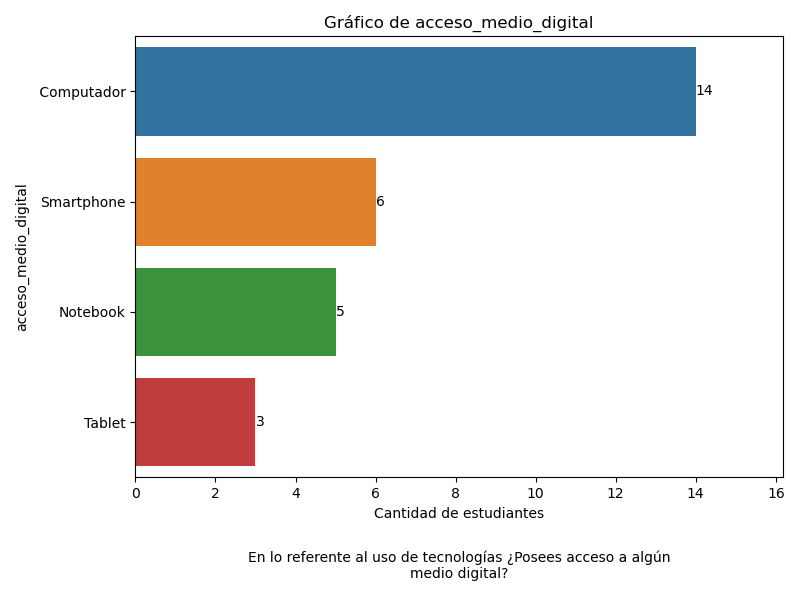 Gráfico de acceso_medio_digital
Computador
14
Smartphone
6
Notebook
5
Tablet
3
acceso_medio_digital
0 2 4 6 8 10 12 14 16
Cantidad de estudiantes
En lo referente al uso de tecnologías ¿Posees acceso a algún
medio digital?